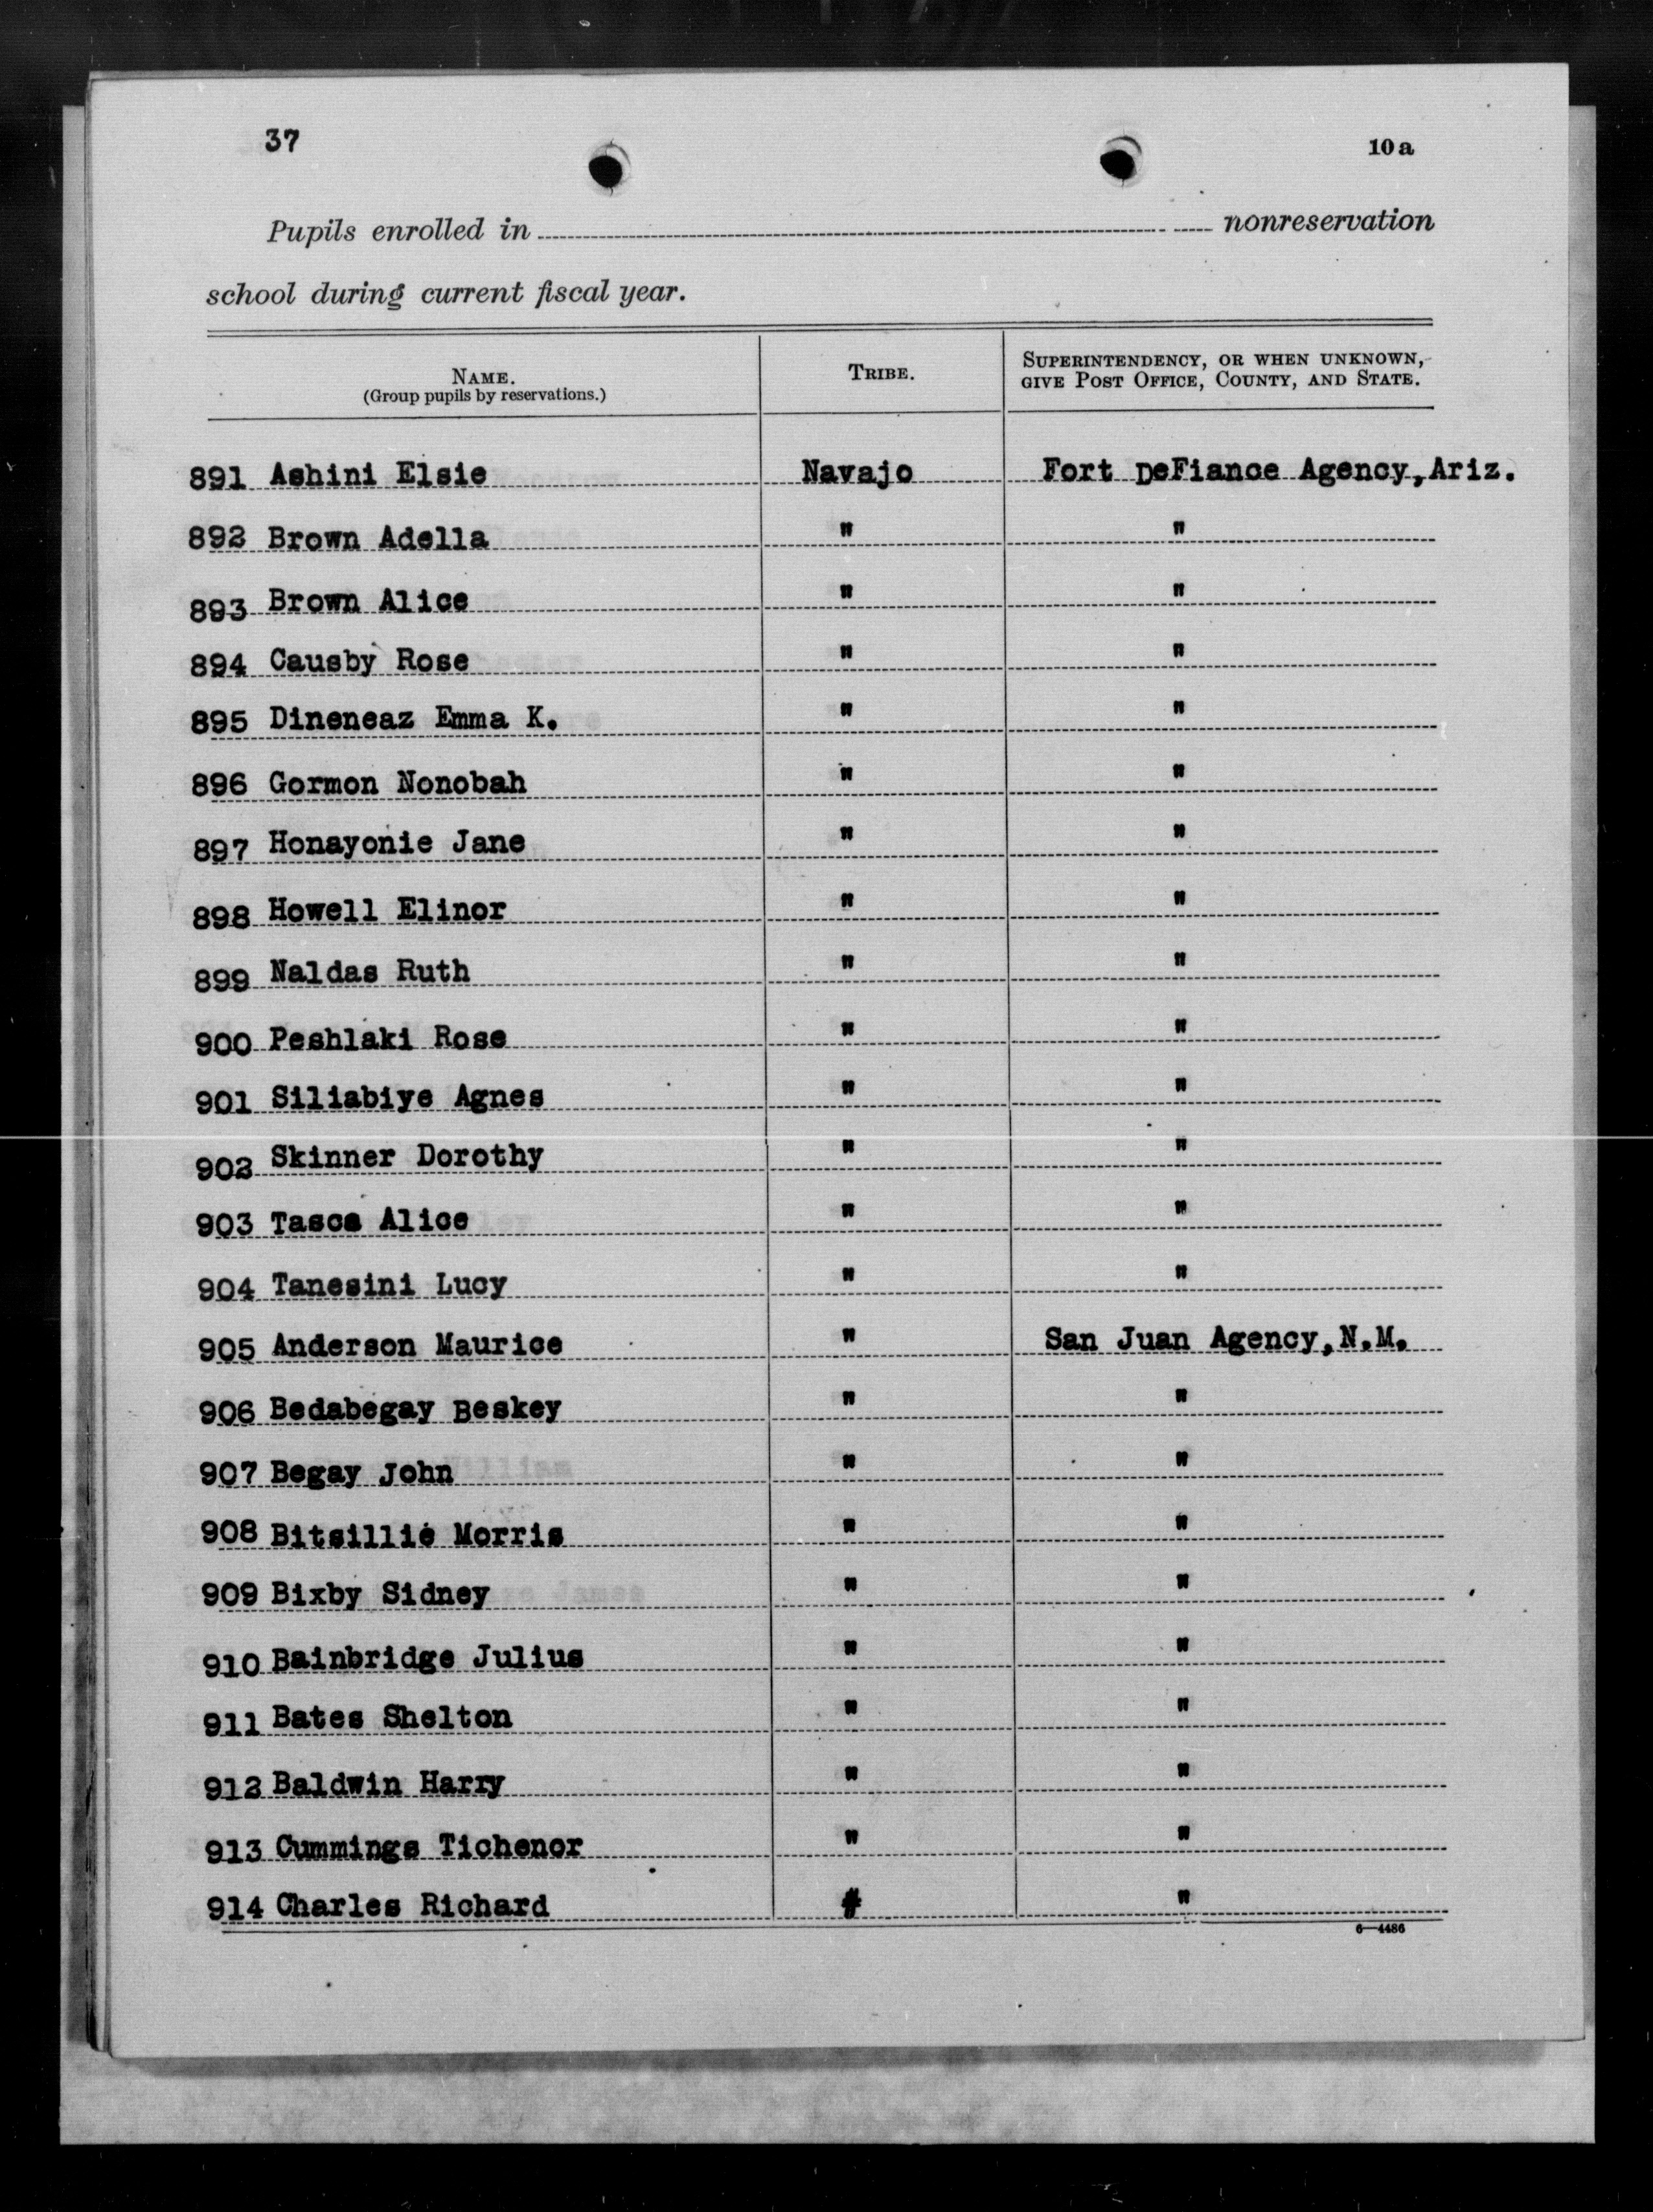 37
10 a
Pupils enrolled in nonreservation
school during current fiscal year.
NAME. TRIBE. SUPERINTENDENCY, OR WHEN UNKNOWN,
(Group pupils by reservations.) GIVE POST OFFICE, COUNTY, AND STATE.
891 Ashini Elsie Navajo Fort DeFiance Agency, Ariz.
892 Brown Adella " "
893 Brown Alice " "
894 Causby Rose " "
895 Dineneaz Emma K. " "
896 Gormon Nonobah " "
897 Honayonie Jane " "
898 Howell Elinor " "
899 Naldas Ruth " "
900 Peshlaki Rose " "
901 Siliabiye Agnes " "
902 Skinner Dorothy " "
903 Tasca Alice " "
904 Tanesini Lucy " "
905 Anderson Maurice " San Juan Agency, N.M.
906 Bedabegay Beskey " "
907 Begay John " "
908 Bitsillie Morris " "
909 Bixby Sidney " "
910 Bainbridge Julius " "
911 Bates Shelton " "
912 Baldwin Harry " "
913 Cummings Tichenor " "
914 Charles Richard # "
6—4486